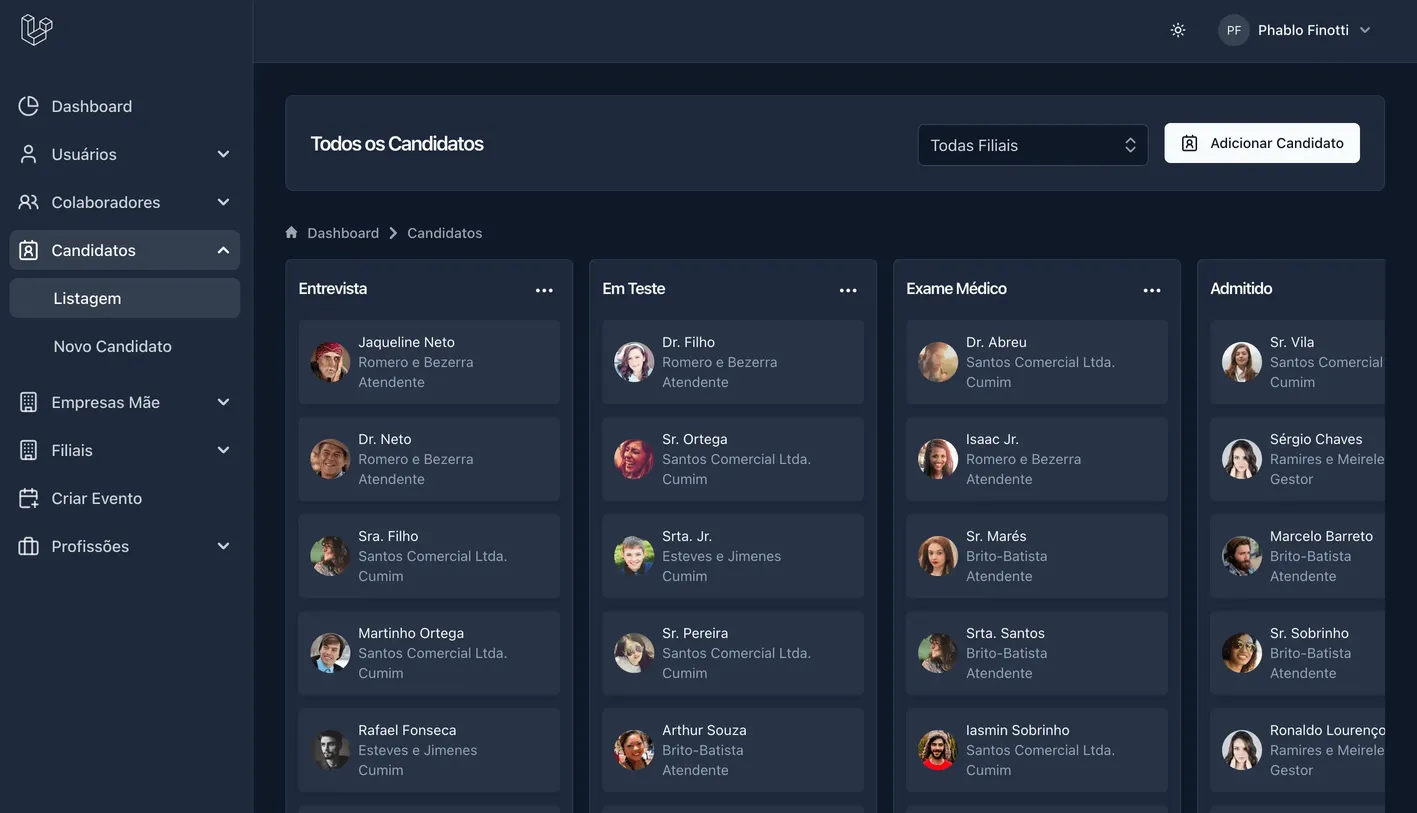 PF Phablo Finotti
Dashboard
Usuários
Colaboradores
Candidatos
Listagem
Novo Candidato
Empresas Mãe
Filiais
Criar Evento
Profissões
Todos os Candidatos
Todas Filiais
Adicionar Candidato
Dashboard Candidatos
Entrevista
Jaqueline Neto
Romero e Bezerra
Atendente
Dr. Neto
Romero e Bezerra
Atendente
Sra. Filho
Santos Comercial Ltda.
Cumim
Martinho Ortega
Santos Comercial Ltda.
Cumim
Rafael Fonseca
Esteves e Jimenes
Cumim
Em Teste
Dr. Filho
Romero e Bezerra
Atendente
Sr. Ortega
Santos Comercial Ltda.
Cumim
Srta. Jr.
Esteves e Jimenes
Cumim
Sr. Pereira
Santos Comercial Ltda.
Cumim
Arthur Souza
Brito-Batista
Atendente
Exame Médico
Dr. Abreu
Santos Comercial Ltda.
Cumim
Isaac Jr.
Romero e Bezerra
Atendente
Sr. Marés
Brito-Batista
Atendente
Srta. Santos
Brito-Batista
Atendente
Iasmin Sobrinho
Santos Comercial Ltda.
Cumim
Admitido
Sr. Vila
Santos Comercial
Cumim
Sérgio Chaves
Ramires e Meirele
Gestor
Marcelo Barreto
Brito-Batista
Atendente
Sr. Sobrinho
Brito-Batista
Atendente
Ronaldo Lourenço
Ramires e Meirele
Gestor